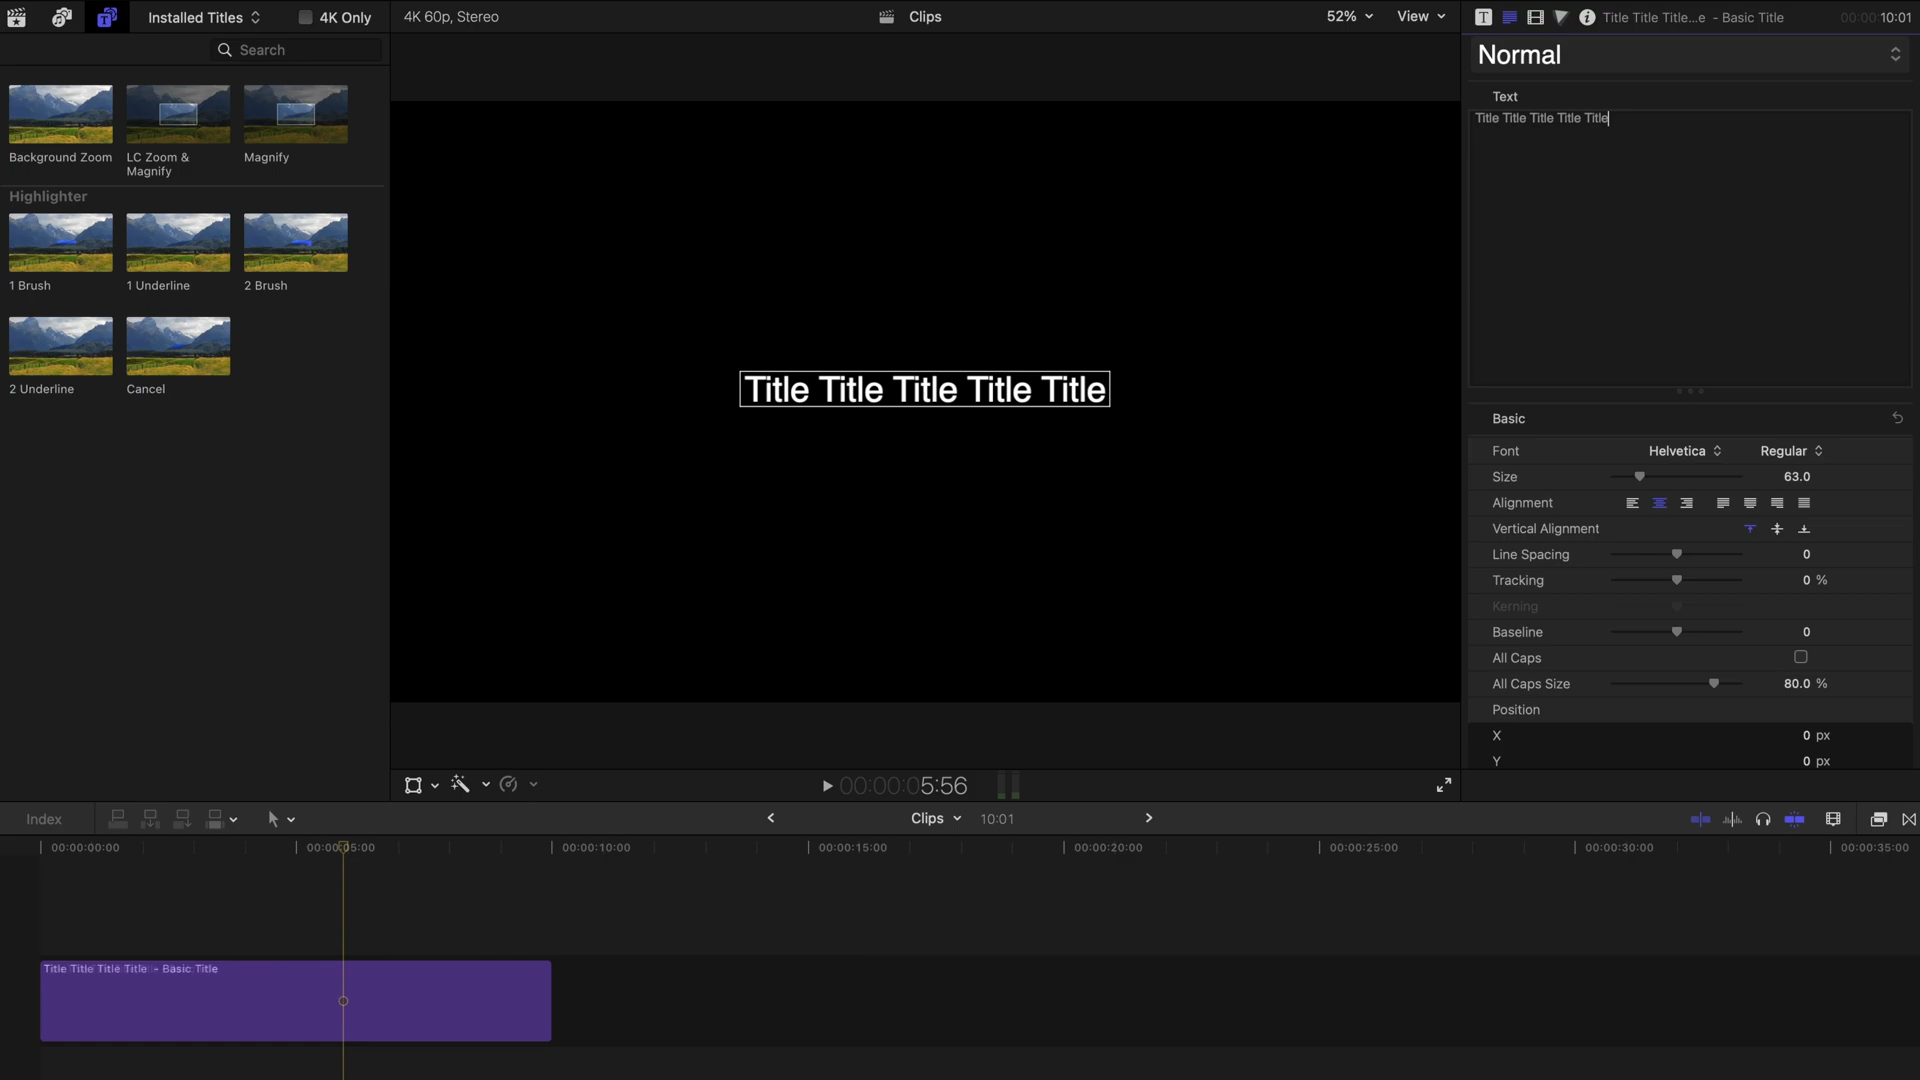 Installed Titles
4K Only
4K 60p, Stereo
Clips
52%
View
Title Title Title...e - Basic Title
00:00:10:01
Search
Normal
Text
Title Title Title Title Title
Background Zoom
LC Zoom &
Magnify
Magnify
Highlighter
1 Brush
1 Underline
2 Brush
2 Underline
Cancel
Title Title Title Title Title
Basic
Font
Helvetica
Regular
Size
63.0
Alignment
Vertical Alignment
Line Spacing
0
Tracking
0 %
Kerning
Baseline
0
All Caps
All Caps Size
80.0 %
Position
X
0 px
Y
0 px
00:00:05:56
Index
Clips
10:01
00:00:00:00
00:00:05:00
00:00:10:00
00:00:15:00
00:00:20:00
00:00:25:00
00:00:30:00
00:00:35:00
Title Title Title Title - Basic Title